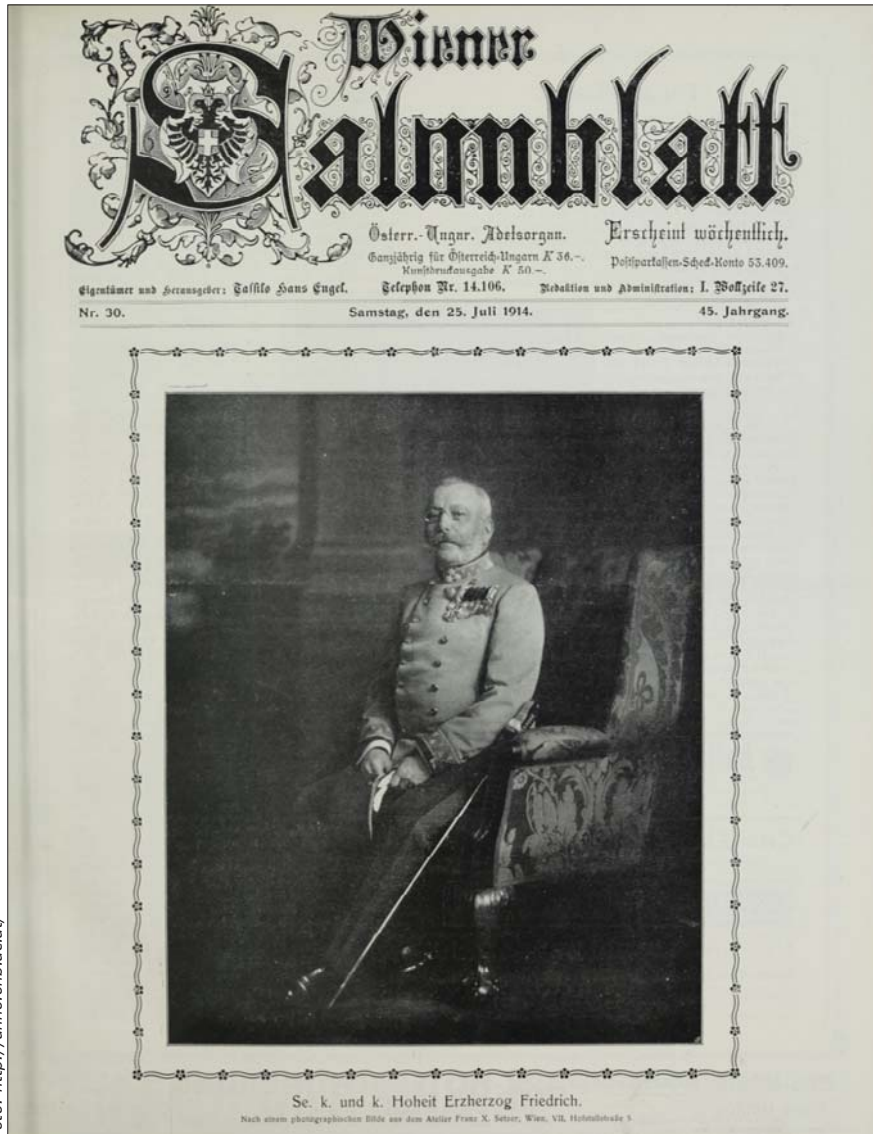 Wiener
Salonblatt
Österr.-Ungar. Adelsorgan.
Erscheint wöchentlich.
Ganzjährig für Österreich-Ungarn K 36.-.
Kunstdruckausgabe K 50.-.
Postsparkassen-Scheck-Konto 53.409.
Eigentümer und Herausgeber: Tassilo Hans Engel. Telephon Nr. 14.106. Redaktion und Administration: I. Wollzeile 27.
Nr. 30. Samstag, den 25. Juli 1914. 45. Jahrgang.
Se. k. und k. Hoheit Erzherzog Friedrich.
Nach einem photographischen Bilde aus dem Atelier Franz X. Setzer, Wien, VII,